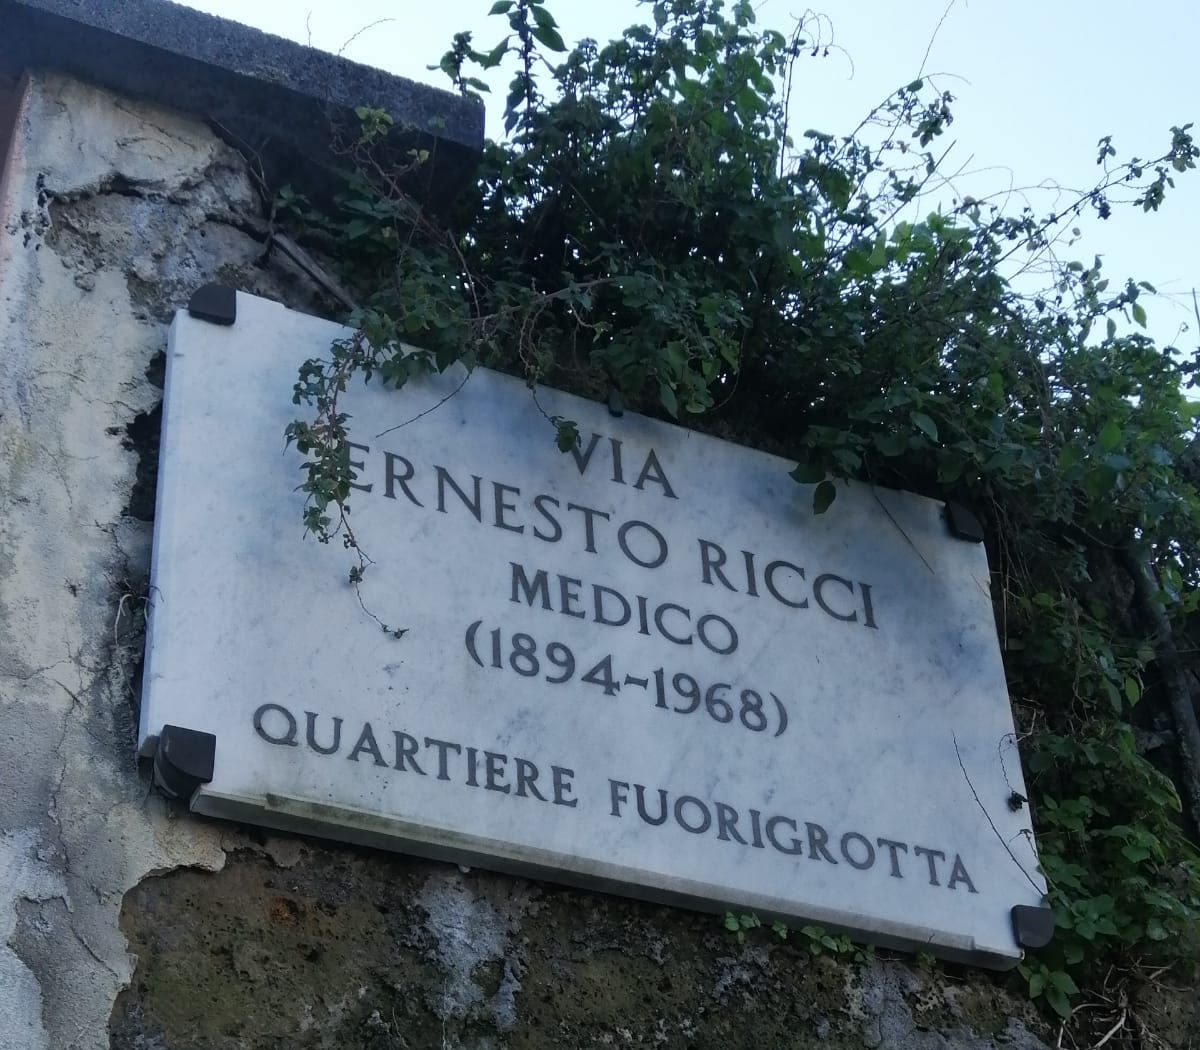 VIA
ERNESTO RICCI
MEDICO
(1894-1968)
QUARTIERE FUORIGROTTA